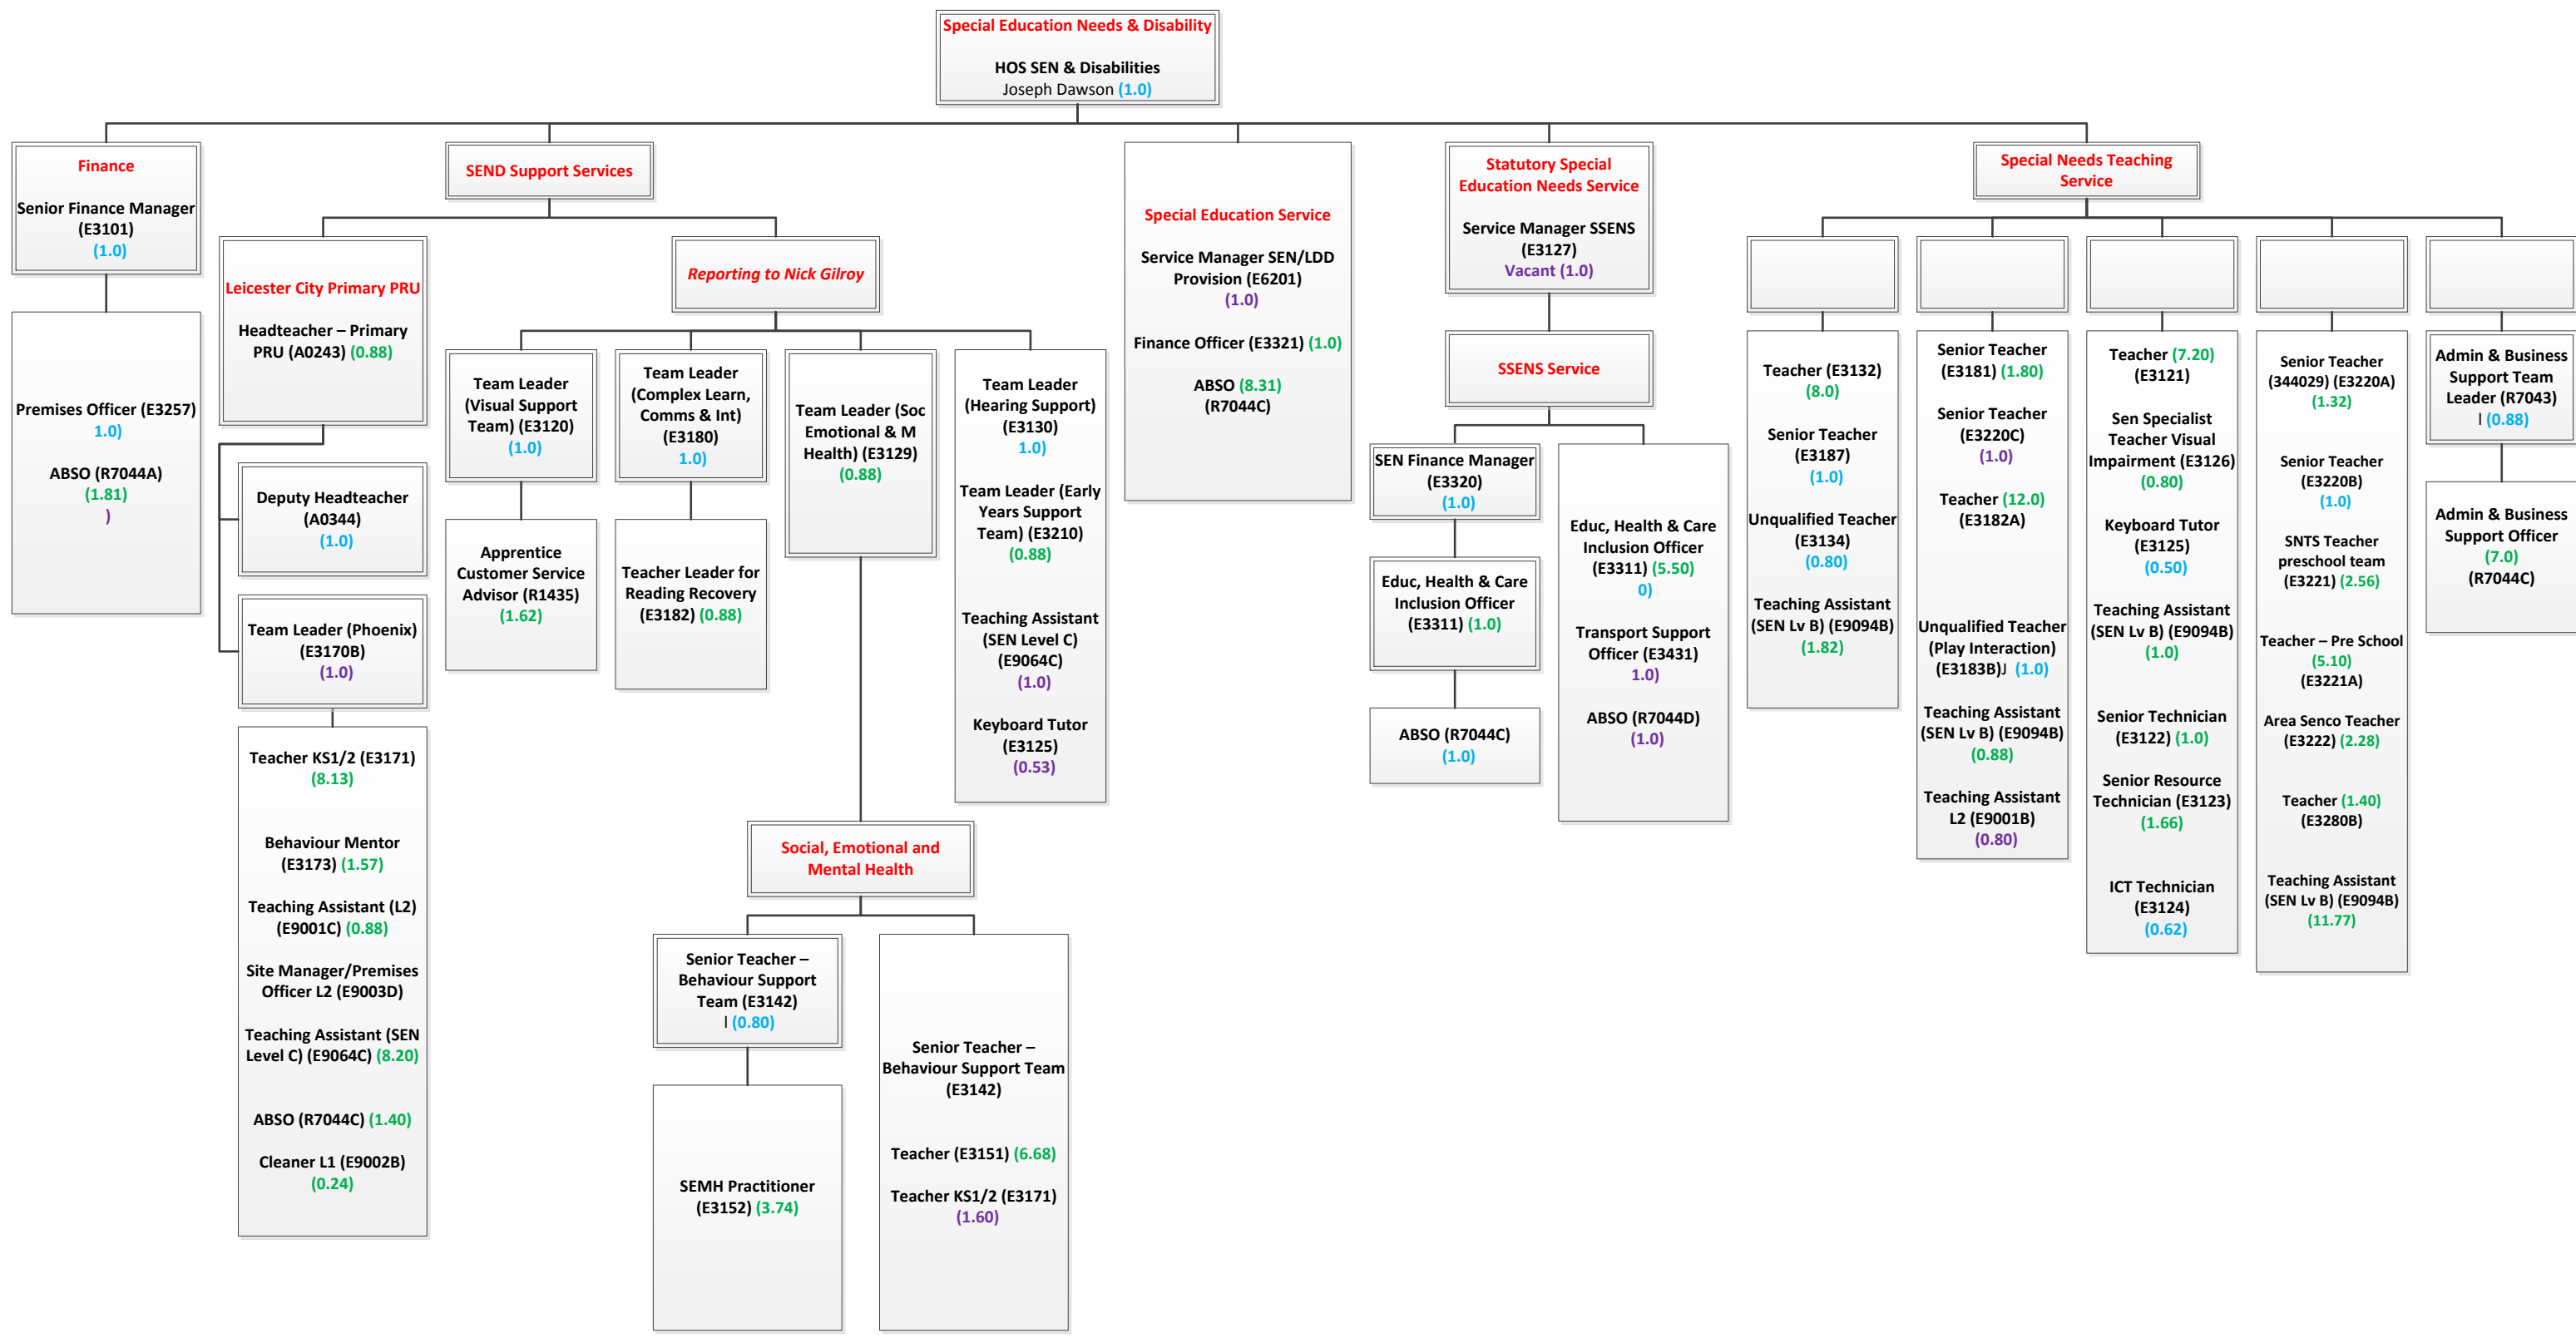 Special Education Needs & Disability
HOS SEN & Disabilities
Joseph Dawson (1.0)
Finance
Senior Finance Manager
(E3101)
(1.0)
Premises Officer (E3257)
1.0)
ABSO (R7044A)
(1.81)
)
SEND Support Services
Leicester City Primary PRU
Headteacher – Primary
PRU (A0243) (0.88)
Deputy Headteacher
(A0344)
(1.0)
Team Leader (Phoenix)
(E3170B)
(1.0)
Teacher KS1/2 (E3171)
(8.13)
Behaviour Mentor
(E3173) (1.57)
Teaching Assistant (L2)
(E9001C) (0.88)
Site Manager/Premises
Officer L2 (E9003D)
Teaching Assistant (SEN
Level C) (E9064C) (8.20)
ABSO (R7044C) (1.40)
Cleaner L1 (E9002B)
(0.24)
Reporting to Nick Gilroy
Team Leader
(Visual Support
Team) (E3120)
(1.0)
Apprentice
Customer Service
Advisor (R1435)
(1.62)
Team Leader
(Complex Learn,
Comms & Int)
(E3180)
1.0)
Teacher Leader for
Reading Recovery
(E3182) (0.88)
Team Leader (Soc
Emotional & M
Health) (E3129)
(0.88)
Team Leader
(Hearing Support)
(E3130)
1.0)
Team Leader (Early
Years Support
Team) (E3210)
(0.88)
Teaching Assistant
(SEN Level C)
(E9064C)
(1.0)
Keyboard Tutor
(E3125)
(0.53)
Social, Emotional and
Mental Health
Senior Teacher –
Behaviour Support
Team (E3142)
l (0.80)
SEMH Practitioner
(E3152) (3.74)
Senior Teacher –
Behaviour Support Team
(E3142)
Teacher (E3151) (6.68)
Teacher KS1/2 (E3171)
(1.60)
Special Education Service
Service Manager SEN/LDD
Provision (E6201)
(1.0)
Finance Officer (E3321) (1.0)
ABSO (8.31)
(R7044C)
Statutory Special
Education Needs Service
Service Manager SSENS
(E3127)
Vacant (1.0)
SSENS Service
SEN Finance Manager
(E3320)
(1.0)
Educ, Health & Care
Inclusion Officer
(E3311) (1.0)
ABSO (R7044C)
(1.0)
Educ, Health & Care
Inclusion Officer
(E3311) (5.50)
0)
Transport Support
Officer (E3431)
1.0)
ABSO (R7044D)
(1.0)
Special Needs Teaching
Service
Teacher (E3132)
(8.0)
Senior Teacher
(E3187)
(1.0)
Unqualified Teacher
(E3134)
(0.80)
Teaching Assistant
(SEN Lv B) (E9094B)
(1.82)
Senior Teacher
(E3181) (1.80)
Senior Teacher
(E3220C)
(1.0)
Teacher (12.0)
(E3182A)
Unqualified Teacher
(Play Interaction)
(E3183B)J (1.0)
Teaching Assistant
(SEN Lv B) (E9094B)
(0.88)
Teaching Assistant
L2 (E9001B)
(0.80)
Teacher (7.20)
(E3121)
Sen Specialist
Teacher Visual
Impairment (E3126)
(0.80)
Keyboard Tutor
(E3125)
(0.50)
Teaching Assistant
(SEN Lv B) (E9094B)
(1.0)
Senior Technician
(E3122) (1.0)
Senior Resource
Technician (E3123)
(1.66)
ICT Technician
(E3124)
(0.62)
Senior Teacher
(344029) (E3220A)
(1.32)
Senior Teacher
(E3220B)
(1.0)
SNTS Teacher
preschool team
(E3221) (2.56)
Teacher – Pre School
(5.10)
(E3221A)
Area Senco Teacher
(E3222) (2.28)
Teacher (1.40)
(E3280B)
Teaching Assistant
(SEN Lv B) (E9094B)
(11.77)
Admin & Business
Support Team
Leader (R7043)
l (0.88)
Admin & Business
Support Officer
(7.0)
(R7044C)